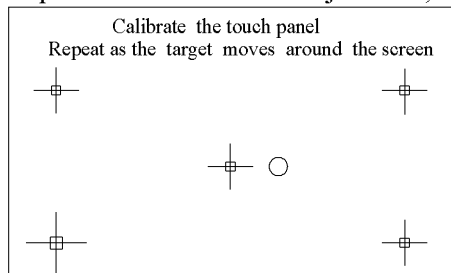 Calibrate the touch panel
Repeat as the target moves around the screen